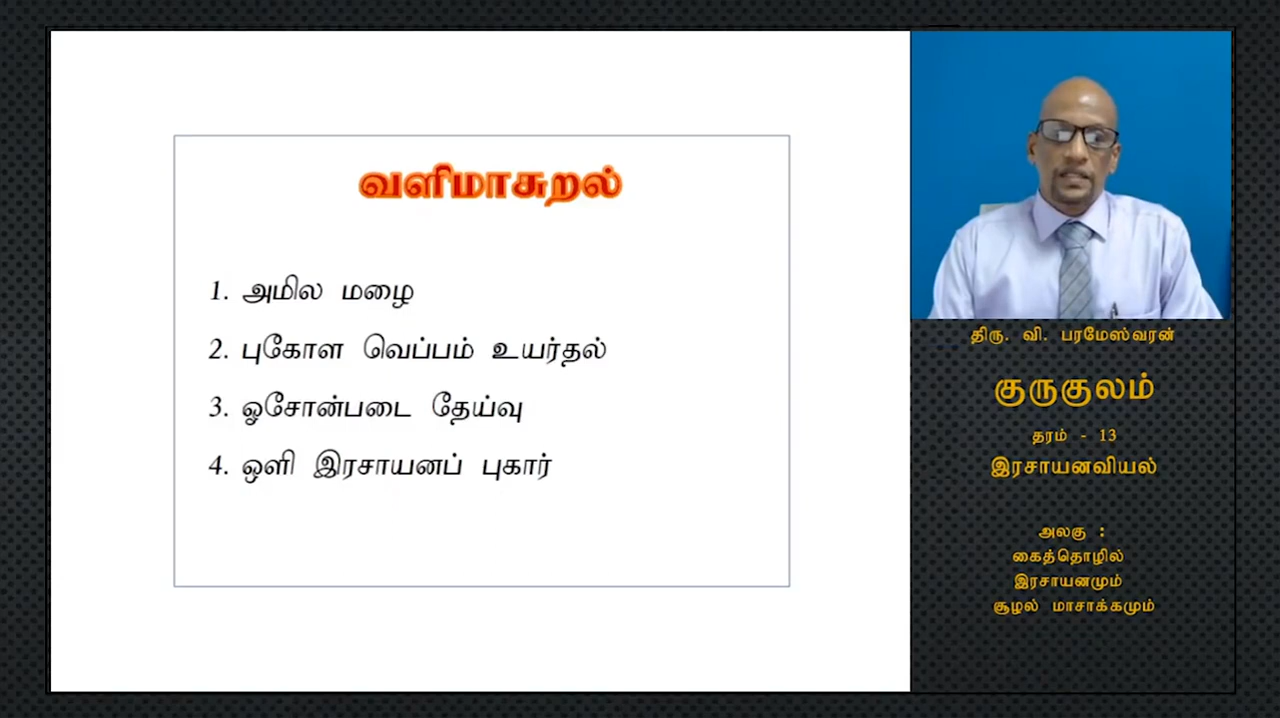 வளிமாசுறல்
1. அமில மழை
2. புகோள வெப்பம் உயர்தல்
3. ஓசோன்படை தேய்வு
4. ஒளி இரசாயனப் புகார்
திரு. வி. பரமேஸ்வரன்
குருகுலம்
தரம் - 13
இரசாயனவியல்
அலகு :
கைத்தொழில்
இரசாயனமும்
சூழல் மாசாக்கமும்